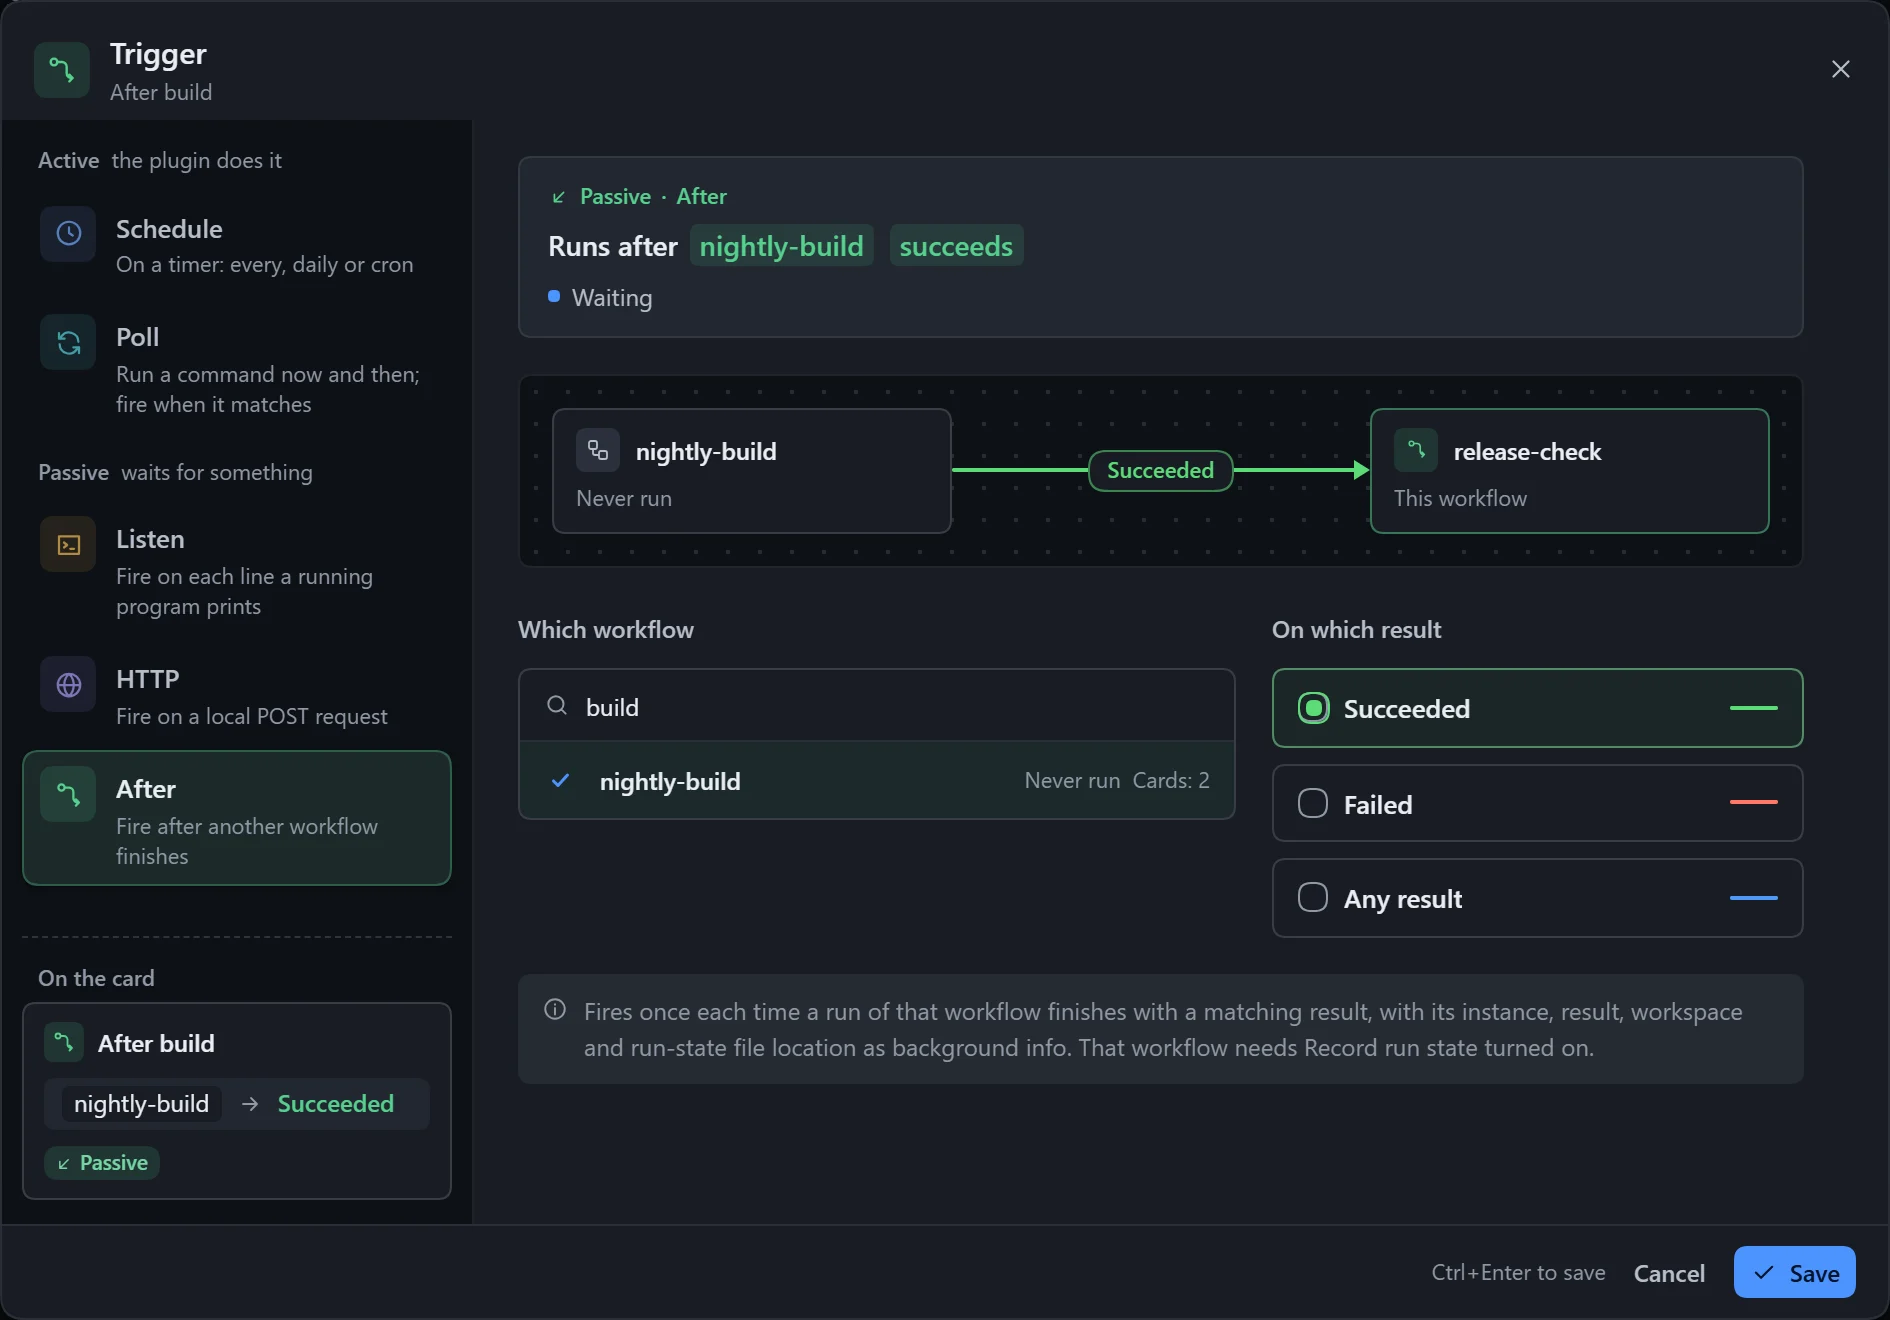 Trigger
After build
Active the plugin does it
Schedule
On a timer: every, daily or cron
Poll
Run a command now and then;
fire when it matches
Passive waits for something
Listen
Fire on each line a running
program prints
HTTP
Fire on a local POST request
After
Fire after another workflow
finishes
On the card
After build
nightly-build → Succeeded
Passive
Passive · After
Runs after nightly-build succeeds
Waiting
nightly-build
Never run
Succeeded
release-check
This workflow
Which workflow
build
nightly-build Never run Cards: 2
On which result
Succeeded
Failed
Any result
Fires once each time a run of that workflow finishes with a matching result, with its instance, result, workspace
and run-state file location as background info. That workflow needs Record run state turned on.
Ctrl+Enter to save Cancel Save